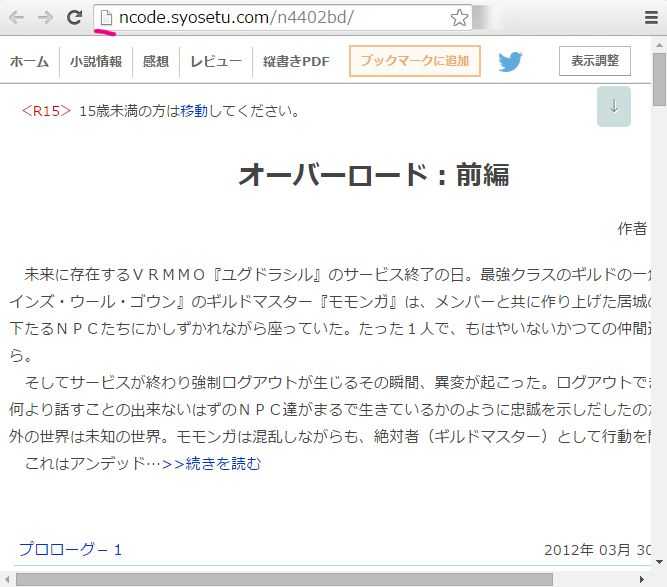 ncode.syosetu.com/n4402bd/
ホーム 小説情報 感想 レビュー 縦書きPDF ブックマークに追加 表示調整
<R15> 15歳未満の方は移動してください。
↓
オーバーロード：前編
作者
未来に存在するＶＲＭＭＯ『ユグドラシル』のサービス終了の日。最強クラスのギルドの一
インズ・ウール・ゴウン』のギルドマスター『モモンガ』は、メンバーと共に作り上げた居城
下たるＮＰＣたちにかしずかれながら座っていた。たった１人で、もはやいないかつての仲間
ら。
そしてサービスが終わり強制ログアウトが生じるその瞬間、異変が起こった。ログアウトで
何より話すことの出来ないはずのＮＰＣ達がまるで生きているかのように忠誠を示しだしたの
外の世界は未知の世界。モモンガは混乱しながらも、絶対者（ギルドマスター）として行動を
これはアンデッド…>>続きを読む
プロローグ－１
2012年 03月 30